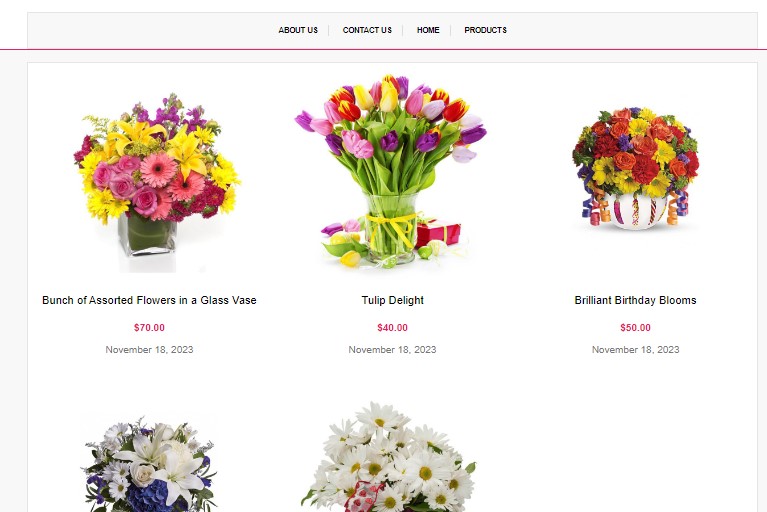 ABOUT US
CONTACT US
HOME
PRODUCTS
Bunch of Assorted Flowers in a Glass Vase
$70.00
November 18, 2023
Tulip Delight
$40.00
November 18, 2023
Brilliant Birthday Blooms
$50.00
November 18, 2023